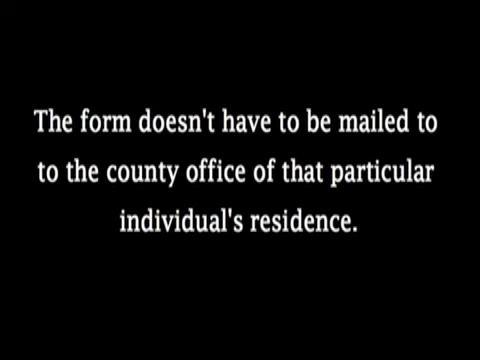 The form doesn't have to be mailed to
to the county office of that particular
individual's residence.